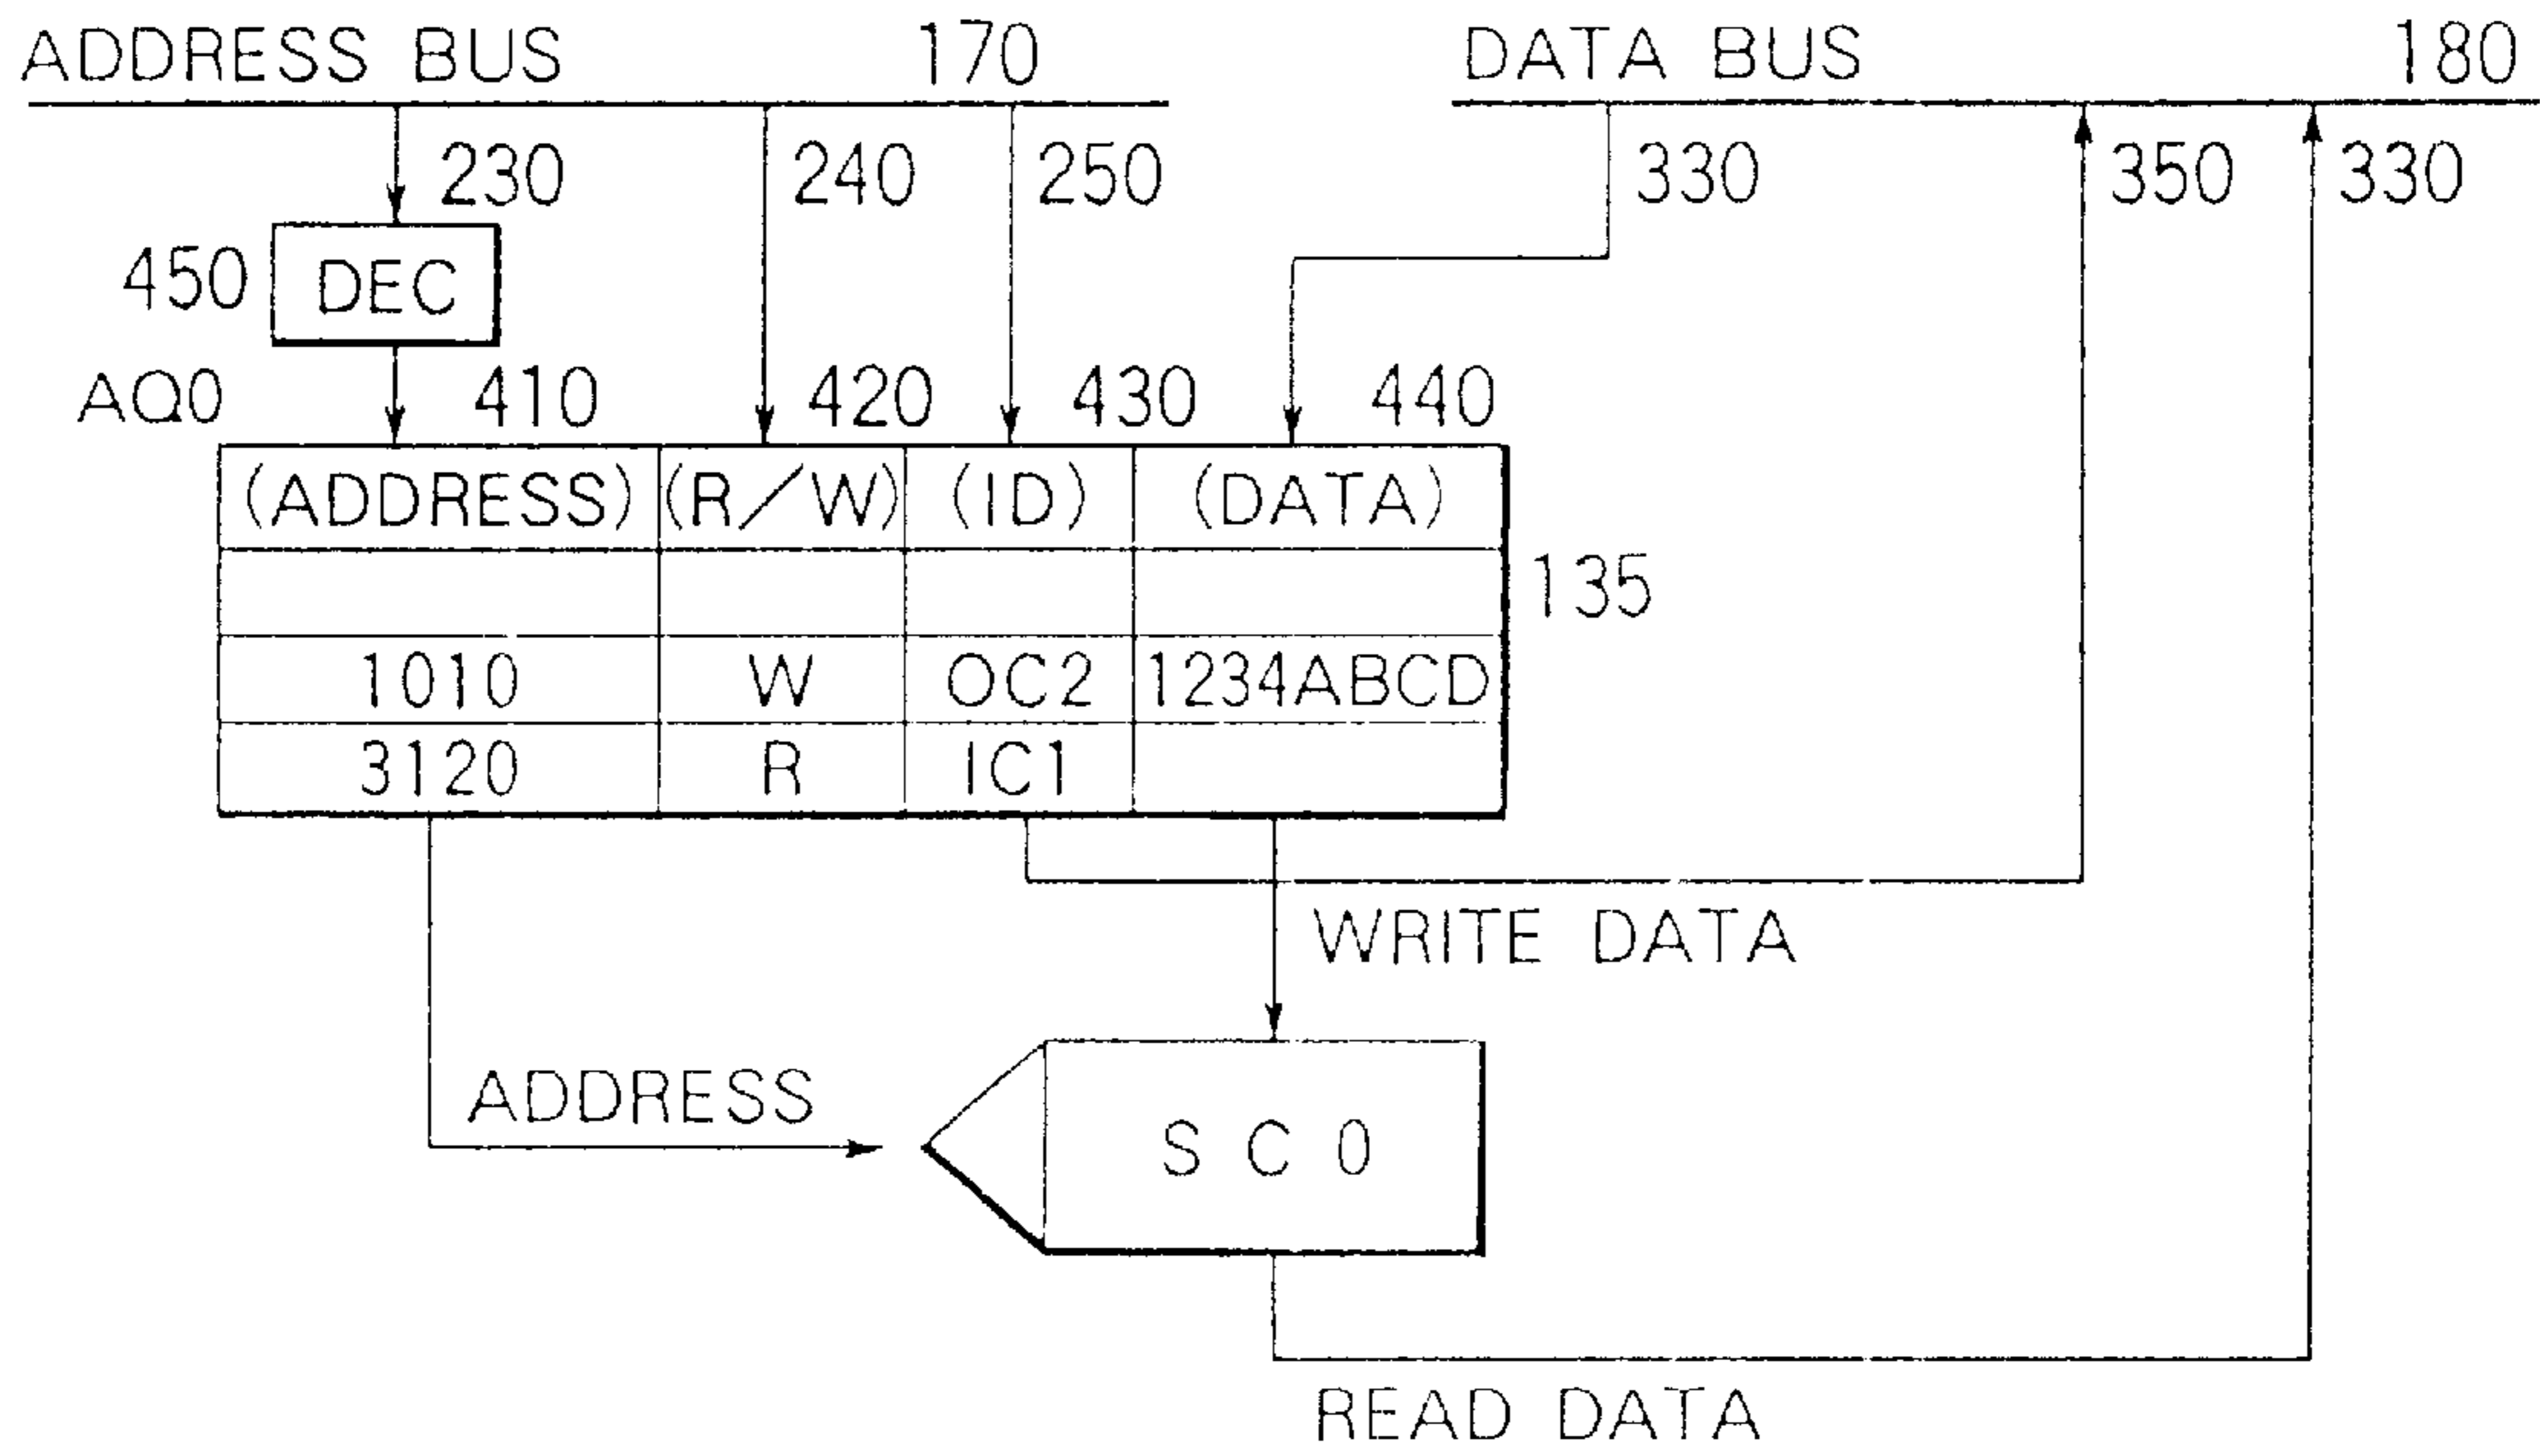 ADDRESS BUS 170 DATA BUS 180
230 240 250 330 350 330
450 DEC
AQ0 410 420 430 440
(ADDRESS) (R/W) (ID) (DATA)
135
1010 W OC2 1234ABCD
3120 R IC1
WRITE DATA
ADDRESS
S C 0
READ DATA